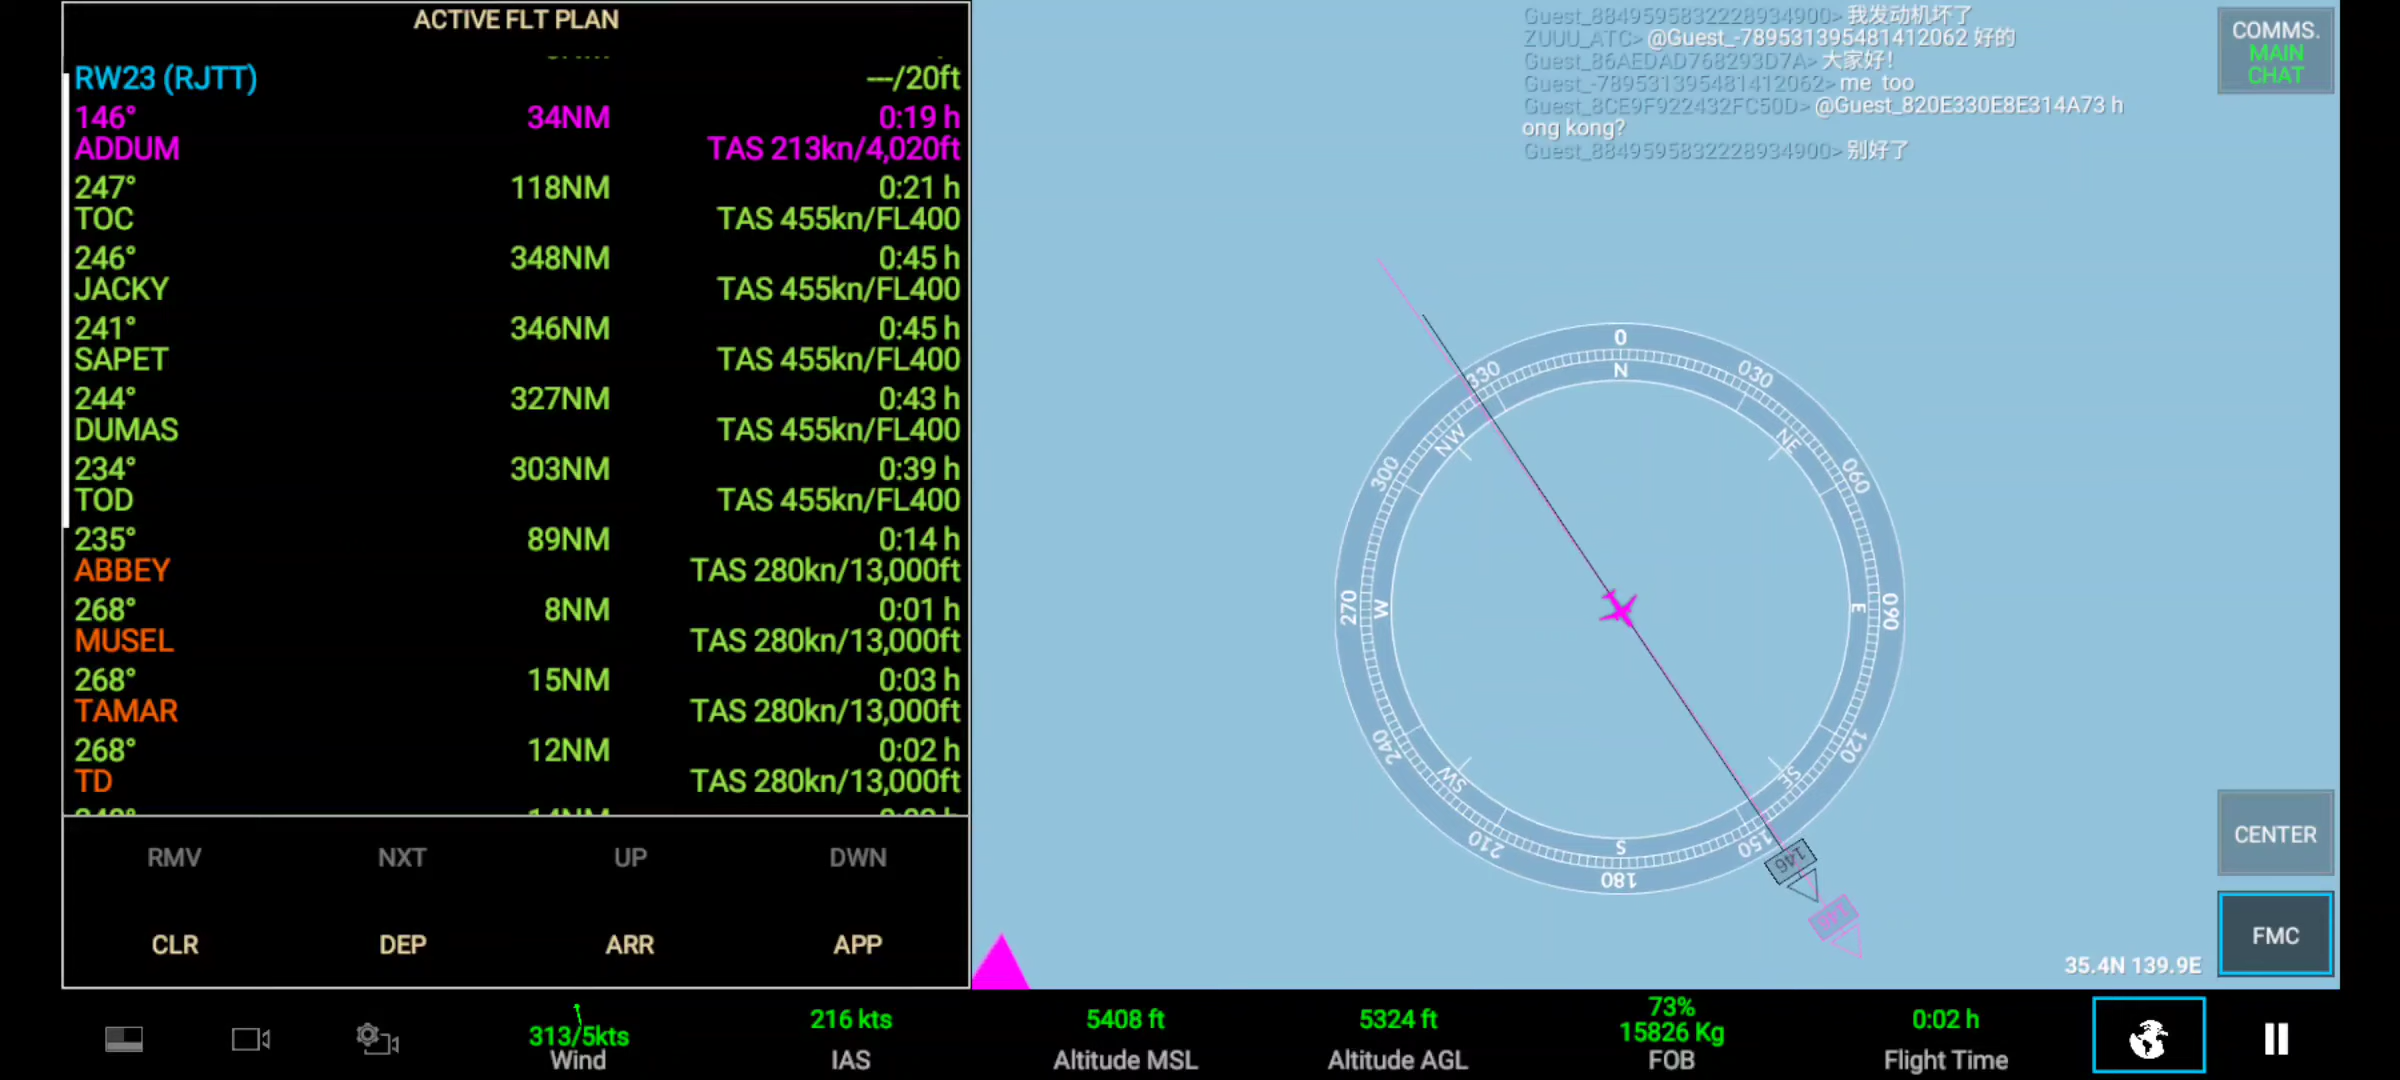 ACTIVE FLT PLAN
RW23 (RJTT) ---/20ft
146° 34NM 0:19 h
ADDUM TAS 213kn/4,020ft
247° 118NM 0:21 h
TOC TAS 455kn/FL400
246° 348NM 0:45 h
JACKY TAS 455kn/FL400
241° 346NM 0:45 h
SAPET TAS 455kn/FL400
244° 327NM 0:43 h
DUMAS TAS 455kn/FL400
234° 303NM 0:39 h
TOD TAS 455kn/FL400
235° 89NM 0:14 h
ABBEY TAS 280kn/13,000ft
268° 8NM 0:01 h
MUSEL TAS 280kn/13,000ft
268° 15NM 0:03 h
TAMAR TAS 280kn/13,000ft
268° 12NM 0:02 h
TD TAS 280kn/13,000ft
RMV NXT UP DWN
CLR DEP ARR APP
Guest_8849595832228934900> 我发动机坏了
ZUUU_ATC> @Guest_-789531395481412062 好的
Guest_86AEDAD768293D7A> 大家好!
Guest_-789531395481412062> me too
Guest_8CE9F922432FC50D> @Guest_820E330E8E314A73 h
ong kong?
Guest_8849595832228934900> 别好了
COMMS.
MAIN
CHAT
0
N
030
NE
060
E
090
120
SE
150
S
180
210
SW
240
W
270
300
NW
330
146
146
CENTER
FMC
35.4N 139.9E
313/5kts
Wind
216 kts
IAS
5408 ft
Altitude MSL
5324 ft
Altitude AGL
73%
15826 Kg
FOB
0:02 h
Flight Time